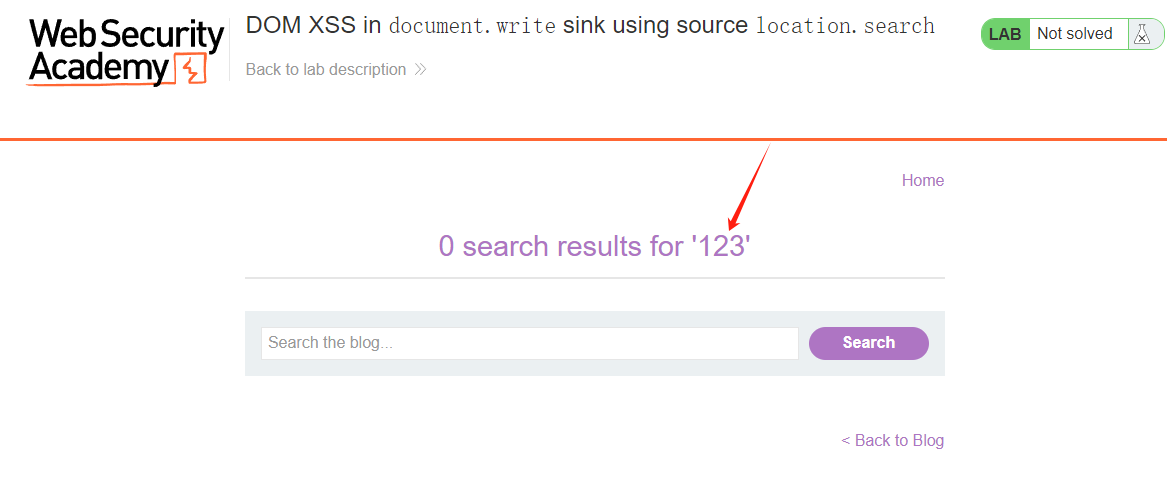 Web Security
Academy
DOM XSS in document.write sink using source location.search
Back to lab description
LAB Not solved
Home
0 search results for '123'
Search the blog...
Search
< Back to Blog